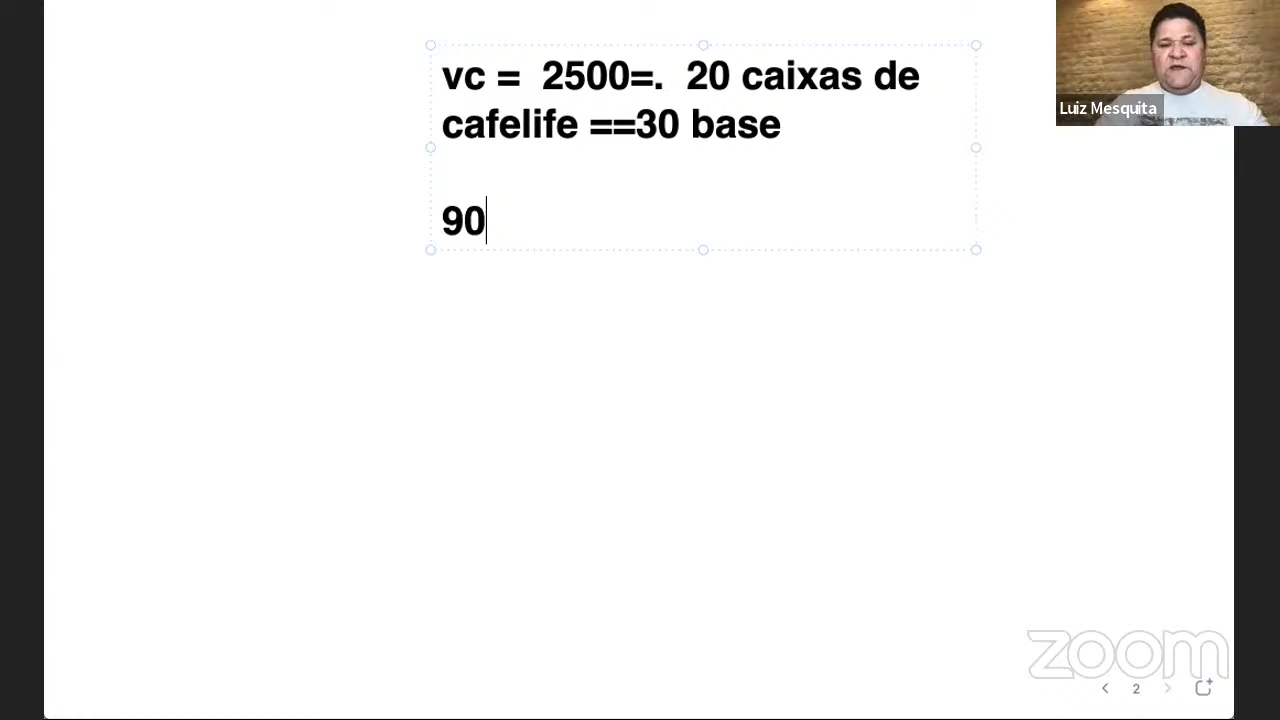 vc =  2500=.  20 caixas de
cafelife ==30 base
90
Luiz Mesquita
zoom
2